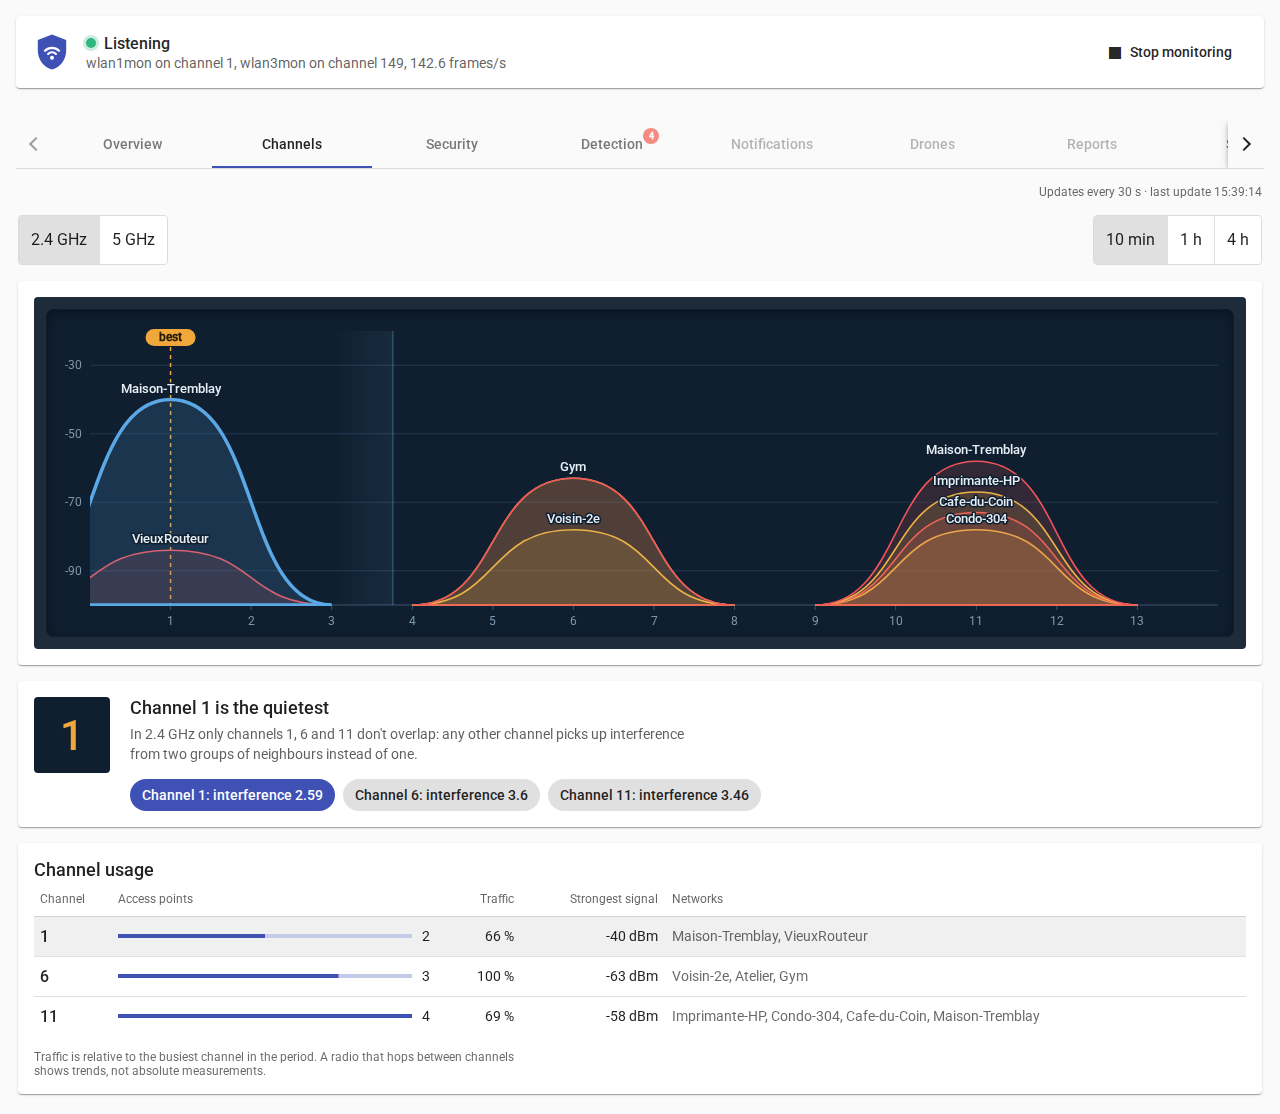 Listening
wlan1mon on channel 1, wlan3mon on channel 149, 142.6 frames/s
Stop monitoring
Overview
Channels
Security
Detection
4
Notifications
Drones
Reports
Updates every 30 s · last update 15:39:14
2.4 GHz
5 GHz
10 min
1 h
4 h
best
-30
Maison-Tremblay
-50
Maison-Tremblay
Gym
Imprimante-HP
-70
Cafe-du-Coin
Voisin-2e
Condo-304
VieuxRouteur
-90
1
2
3
4
5
6
7
8
9
10
11
12
13
1
Channel 1 is the quietest
In 2.4 GHz only channels 1, 6 and 11 don't overlap: any other channel picks up interference
from two groups of neighbours instead of one.
Channel 1: interference 2.59
Channel 6: interference 3.6
Channel 11: interference 3.46
Channel usage
Channel Access points Traffic Strongest signal Networks
1 2 66 % -40 dBm Maison-Tremblay, VieuxRouteur
6 3 100 % -63 dBm Voisin-2e, Atelier, Gym
11 4 69 % -58 dBm Imprimante-HP, Condo-304, Cafe-du-Coin, Maison-Tremblay
Traffic is relative to the busiest channel in the period. A radio that hops between channels
shows trends, not absolute measurements.